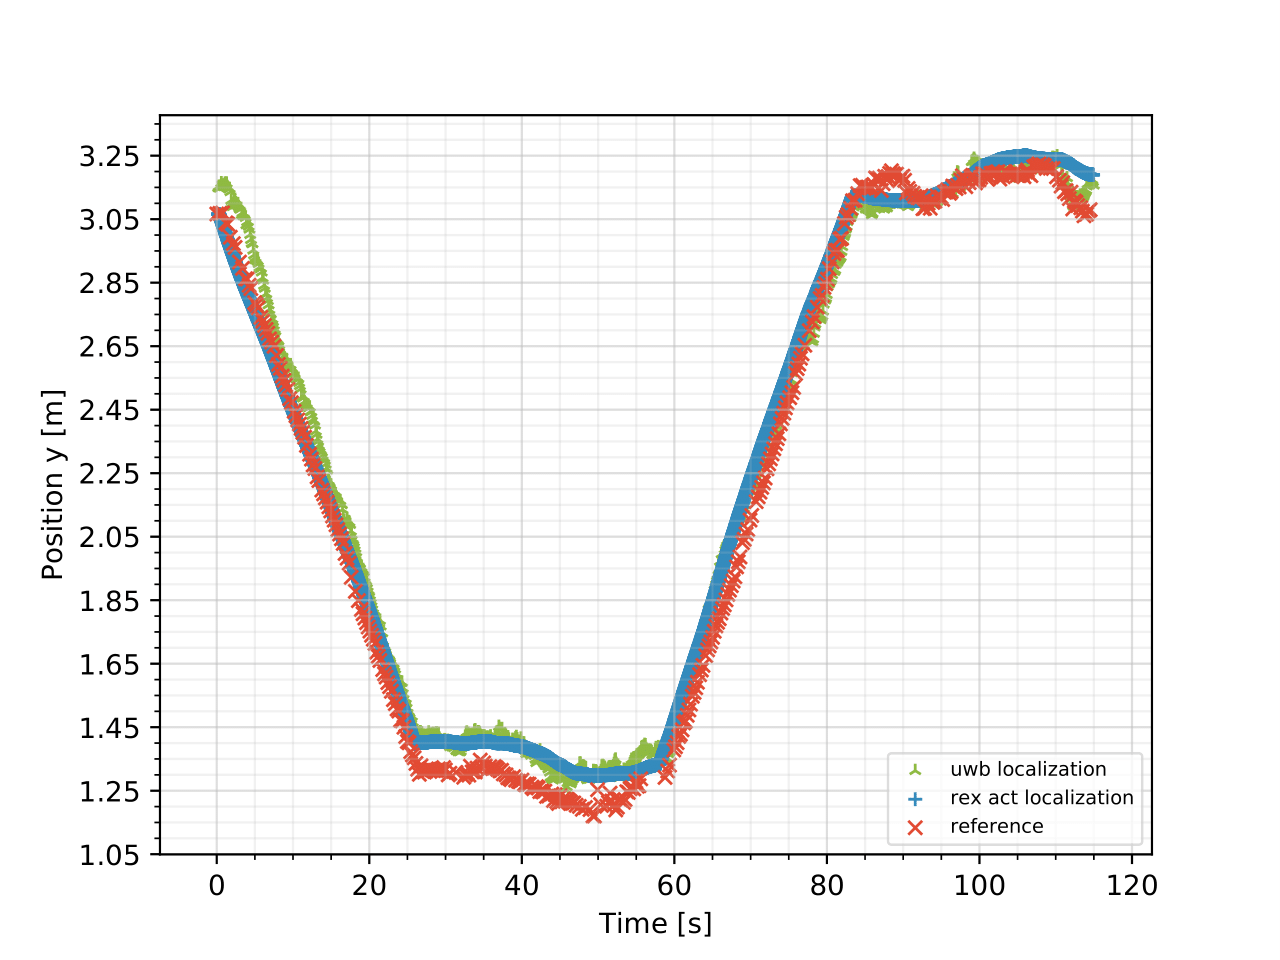 3.25
3.05
2.85
2.65
2.45
2.25
2.05
1.85
1.65
1.45
1.25
1.05
Position y [m]
0 20 40 60 80 100 120
Time [s]
uwb localization
rex act localization
reference